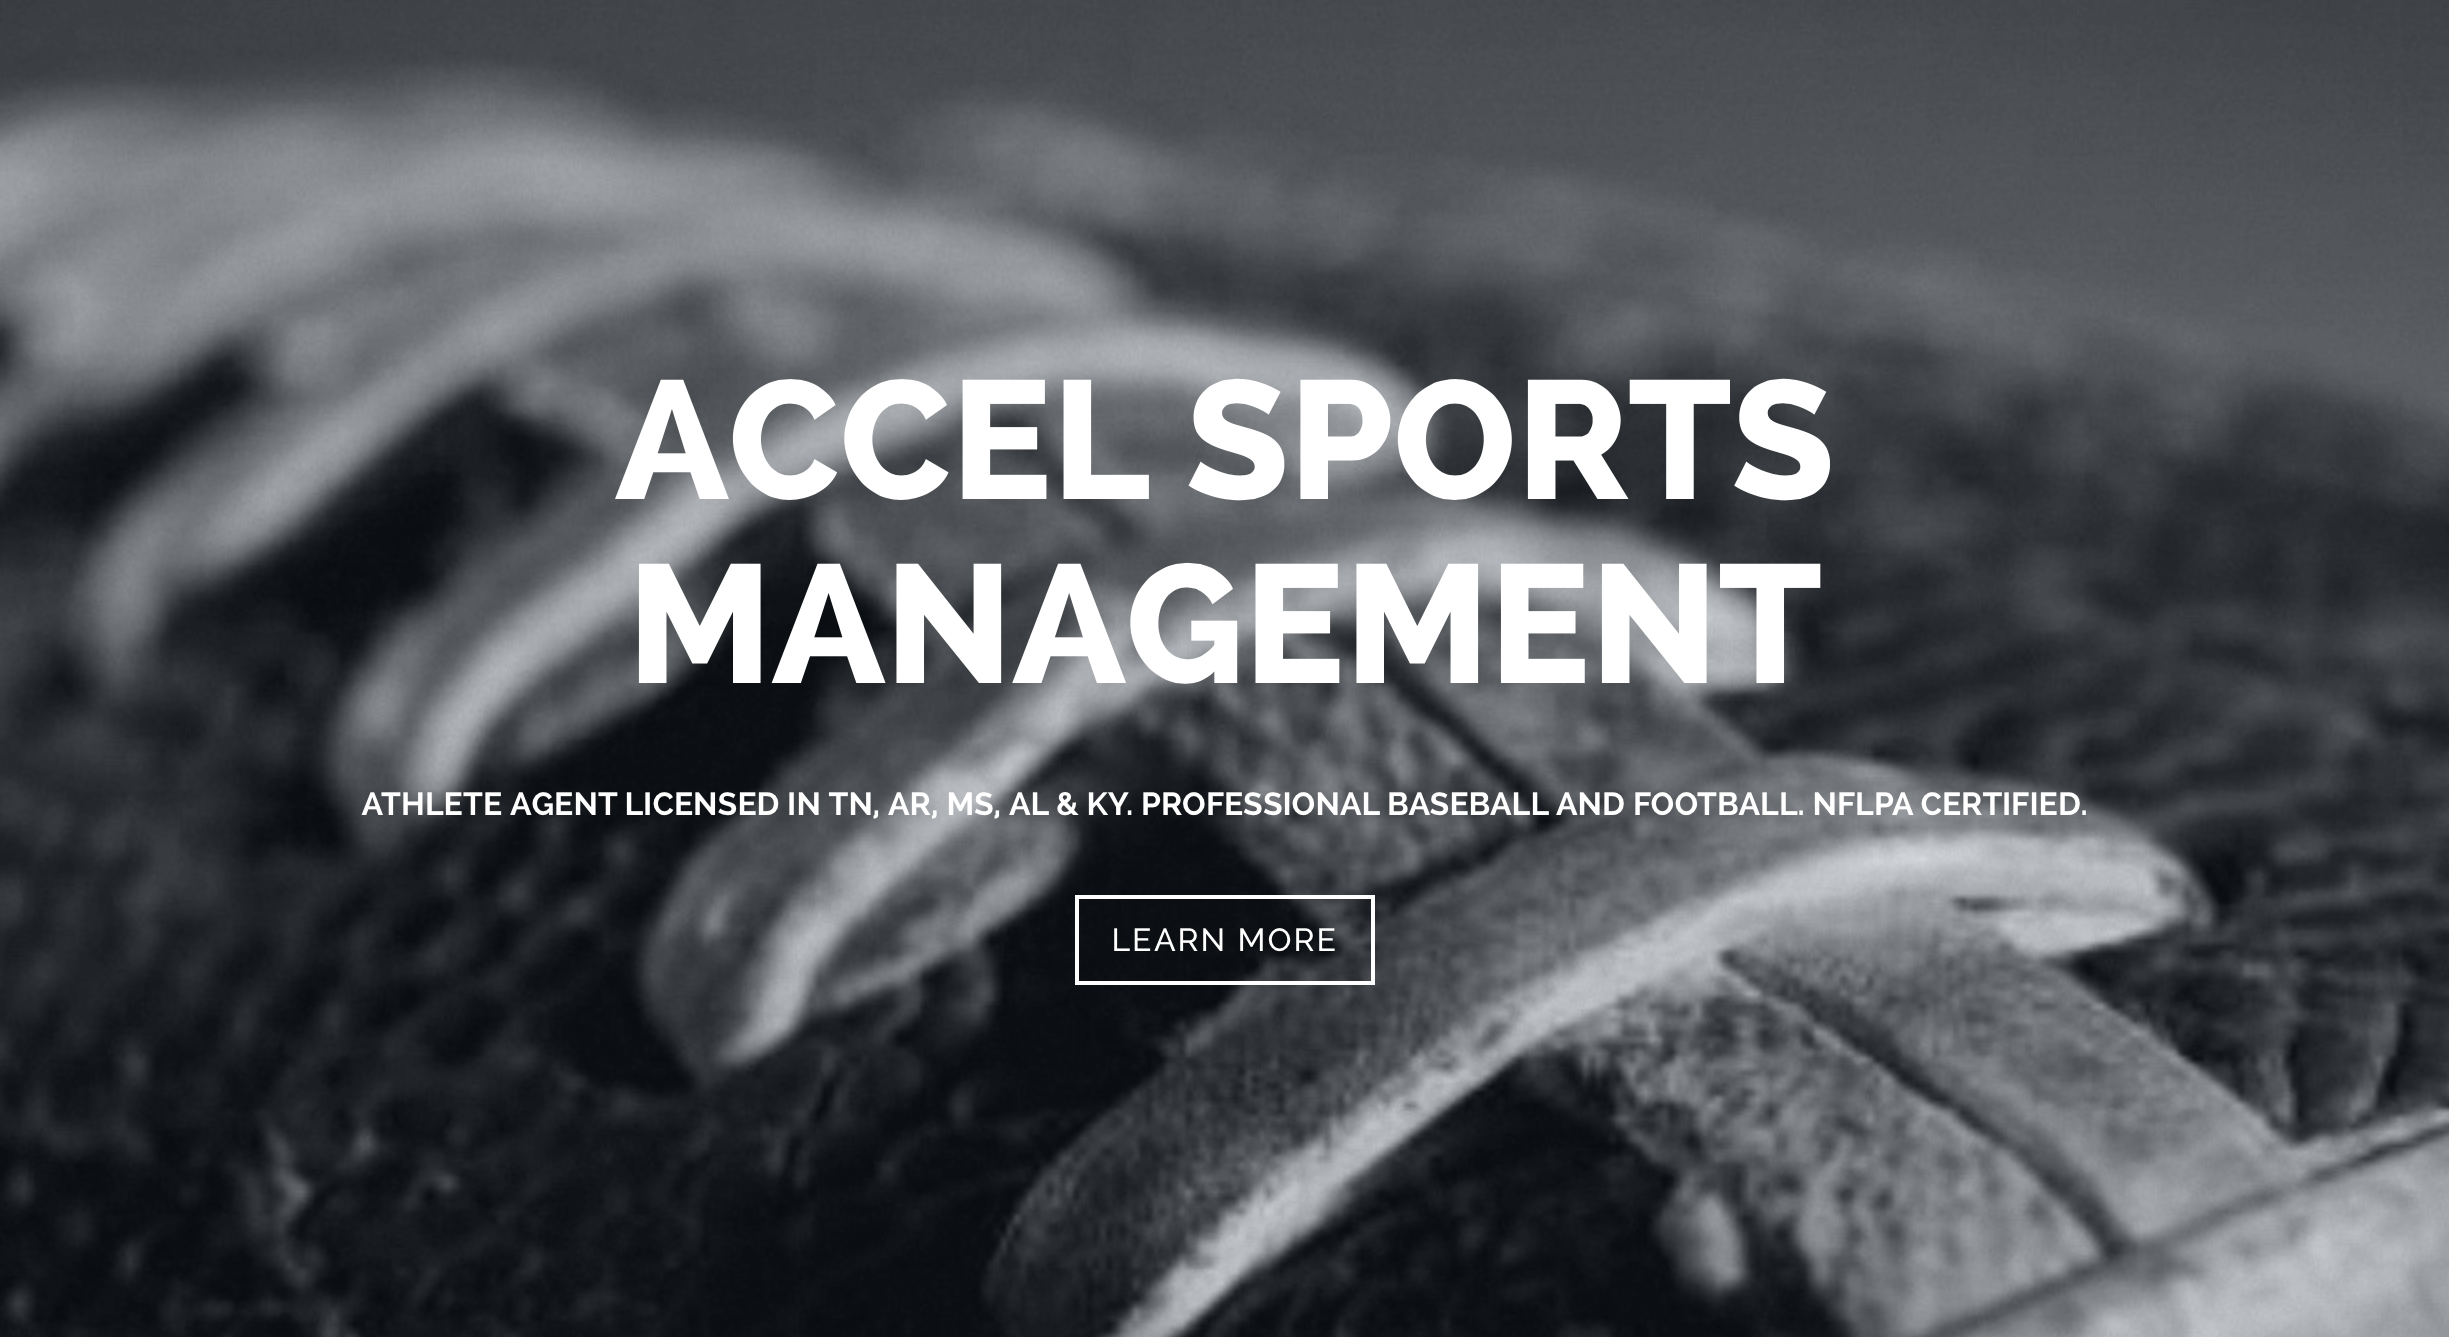 ACCEL SPORTS
MANAGEMENT
ATHLETE AGENT LICENSED IN TN, AR, MS, AL & KY. PROFESSIONAL BASEBALL AND FOOTBALL. NFLPA CERTIFIED.
LEARN MORE